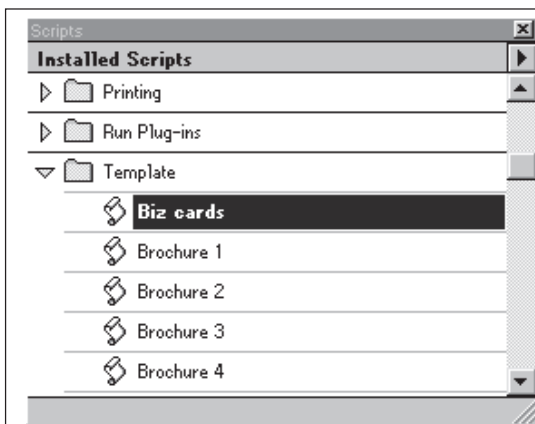 Scripts
Installed Scripts
Printing
Run Plug-ins
Template
Biz cards
Brochure 1
Brochure 2
Brochure 3
Brochure 4